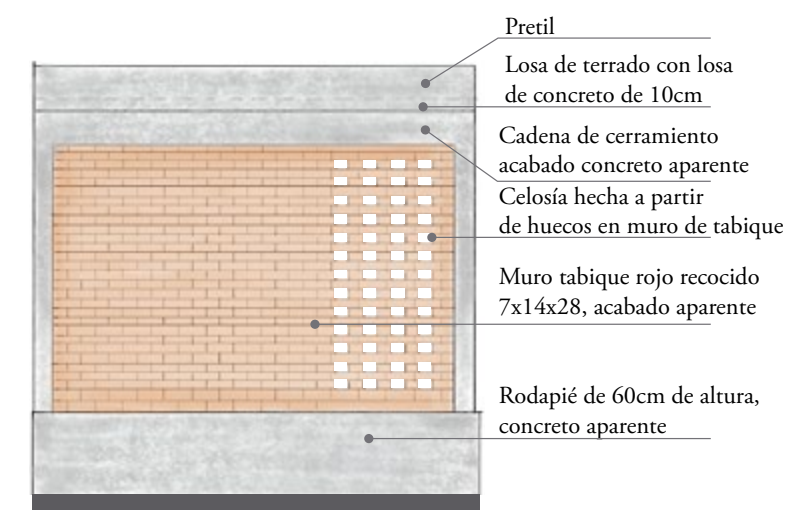 Pretil
Losa de terrado con losa
de concreto de 10cm
Cadena de cerramiento
acabado concreto aparente
Celosía hecha a partir
de huecos en muro de tabique
Muro tabique rojo recocido
7x14x28, acabado aparente
Rodapié de 60cm de altura,
concreto aparente